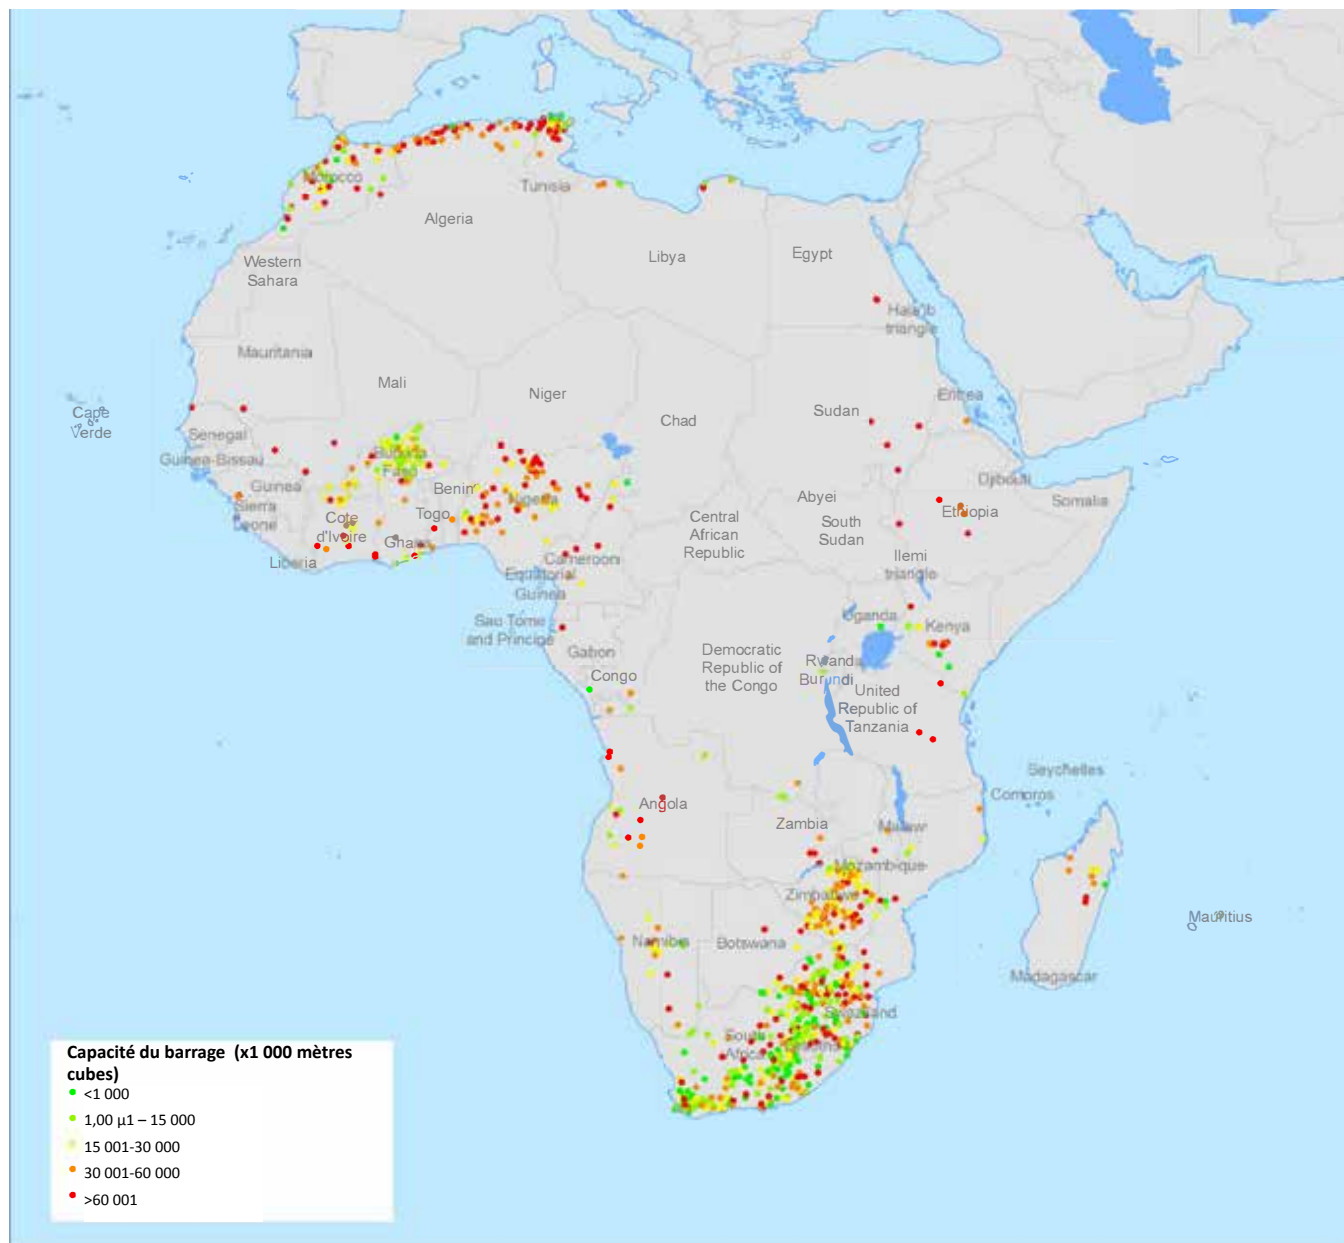 Morocco
Tunisia
Algeria
Libya
Egypt
Western
Sahara
Hala'ib
triangle
Mauritania
Mali
Niger
Chad
Sudan
Eritrea
Cape
Verde
Senegal
Guinea-Bissau
Burkina
Faso
Guinea
Benin
Nigeria
Djibouti
Somalia
Abyei
Ethiopia
Sierra
Leone
Cote
d'Ivoire
Togo
Ghana
Central
African
Republic
South
Sudan
Liberia
Cameroon
Ilemi
triangle
Equatorial
Guinea
Uganda
Kenya
Sao Tome
and Principe
Gabon
Congo
Democratic
Republic of
the Congo
Rwanda
Burundi
United
Republic of
Tanzania
Seychelles
Comoros
Angola
Zambia
Malawi
Mozambique
Zimbabwe
Mauritius
Namibia
Botswana
Madagascar
Swaziland
South
Africa
Lesotho
Capacité du barrage (x1 000 mètres
cubes)
<1 000
1,00 µ1 – 15 000
15 001-30 000
30 001-60 000
>60 001